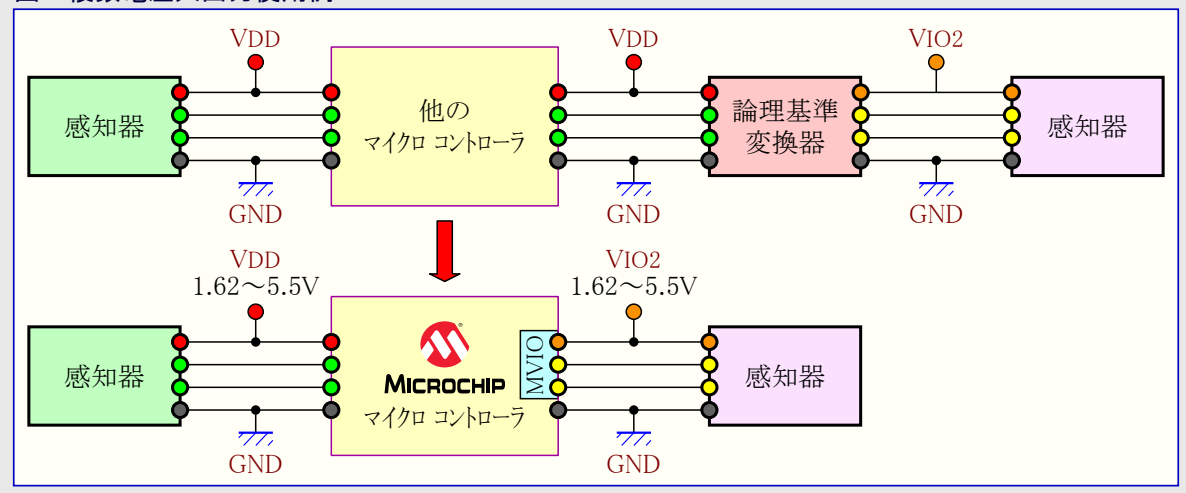 VDD
VDD
VIO2
感知器
他の
マイクロ コントローラ
論理基準
変換器
感知器
GND
GND
GND
VDD
1.62～5.5V
VIO2
1.62～5.5V
感知器
MICROCHIP
マイクロ コントローラ
MVIO
感知器
GND
GND